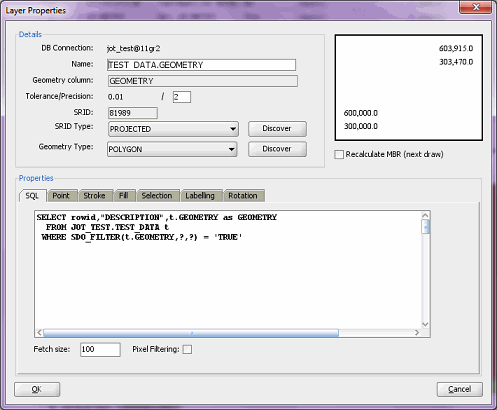 Layer Properties
Details
DB Connection: jot_test@11gr2
Name: TEST_DATA.GEOMETRY
Geometry column: GEOMETRY
Tolerance/Precision: 0.01 / 2
SRID: 81989
SRID Type: PROJECTED Discover
Geometry Type: POLYGON Discover
603,915.0
303,470.0
600,000.0
300,000.0
Recalculate MBR (next draw)
Properties
SQL Point Stroke Fill Selection Labelling Rotation
SELECT rowid,"DESCRIPTION",t.GEOMETRY as GEOMETRY
FROM JOT_TEST.TEST_DATA t
WHERE SDO_FILTER(t.GEOMETRY,?,?) = 'TRUE'
Fetch size: 100 Pixel Filtering:
Ok Cancel